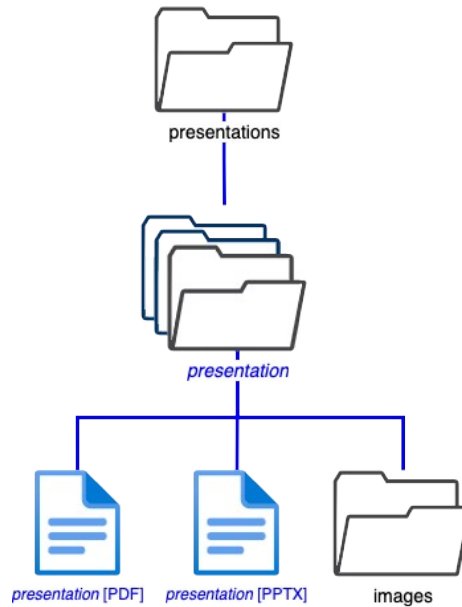 presentations
presentation
presentation [PDF]
presentation [PPTX]
images